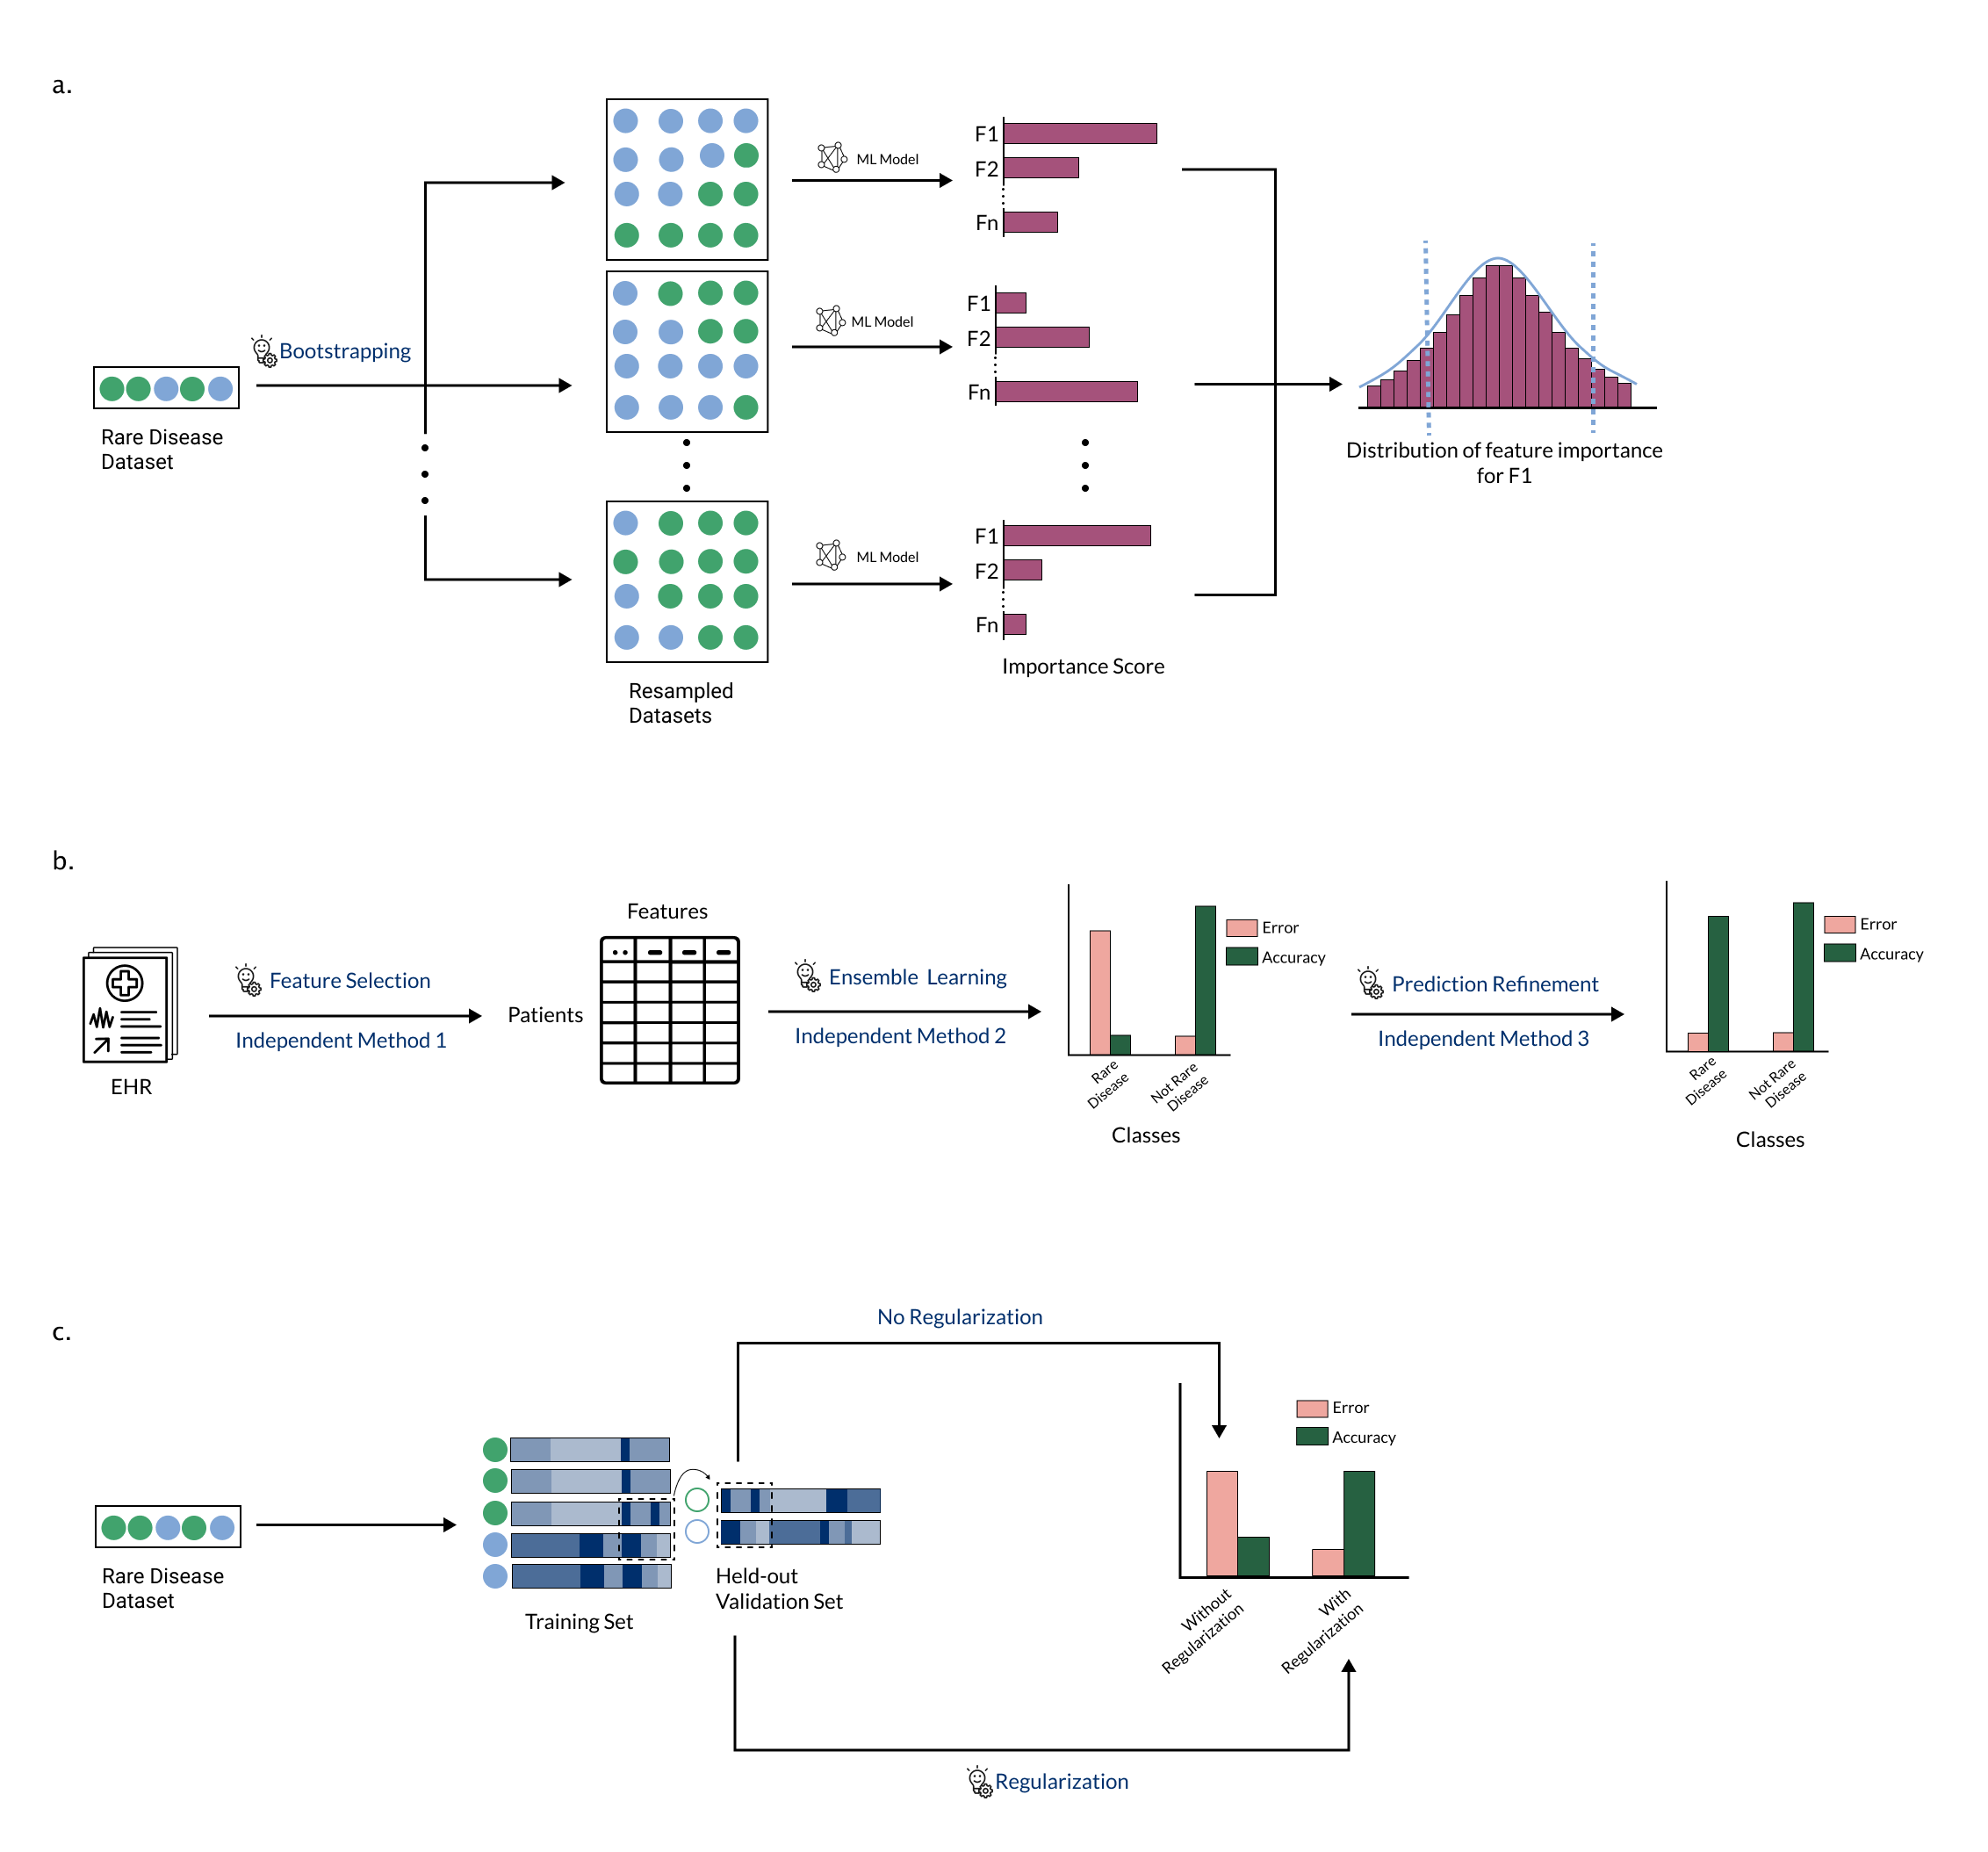 a.
Bootstrapping
Rare Disease
Dataset
ML Model
F1
F2
Fn
ML Model
F1
F2
Fn
ML Model
F1
F2
Fn
Resampled
Datasets
Importance Score
Distribution of feature importance
for F1
b.
EHR
Feature Selection
Independent Method 1
Features
Patients
Ensemble Learning
Independent Method 2
Error
Accuracy
Rare
Disease
Not Rare
Disease
Classes
Prediction Refinement
Independent Method 3
Error
Accuracy
Rare
Disease
Not Rare
Disease
Classes
c.
No Regularization
Rare Disease
Dataset
Training Set
Held-out
Validation Set
Error
Accuracy
Without
Regularization
With
Regularization
Regularization